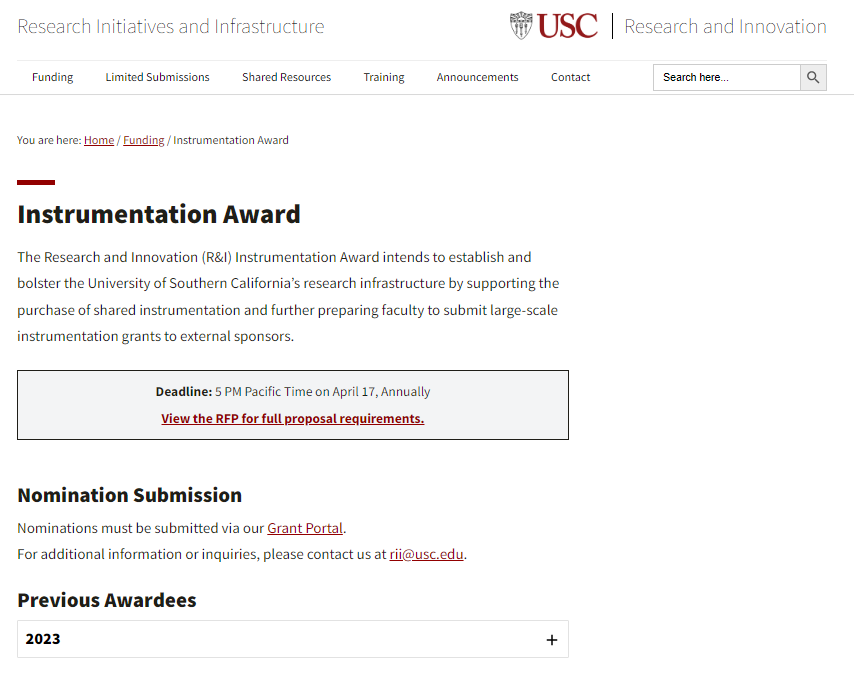 Research Initiatives and Infrastructure
USC
Research and Innovation
Funding
Limited Submissions
Shared Resources
Training
Announcements
Contact
Search here...
You are here: Home / Funding / Instrumentation Award
Instrumentation Award
The Research and Innovation (R&I) Instrumentation Award intends to establish and
bolster the University of Southern California’s research infrastructure by supporting the
purchase of shared instrumentation and further preparing faculty to submit large-scale
instrumentation grants to external sponsors.
Deadline: 5 PM Pacific Time on April 17, Annually
View the RFP for full proposal requirements.
Nomination Submission
Nominations must be submitted via our Grant Portal.
For additional information or inquiries, please contact us at rii@usc.edu.
Previous Awardees
2023 +